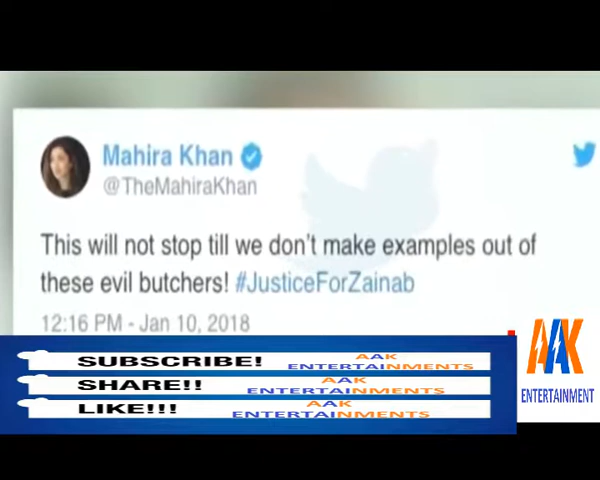 Mahira Khan
@TheMahiraKhan
This will not stop till we don't make examples out of
these evil butchers! #JusticeForZainab
12:16 PM - Jan 10, 2018
SUBSCRIBE! AAK ENTERTAINMENTS
SHARE!! AAK ENTERTAINMENTS
LIKE!!! AAK ENTERTAINMENTS
AAK
ENTERTAINMENT